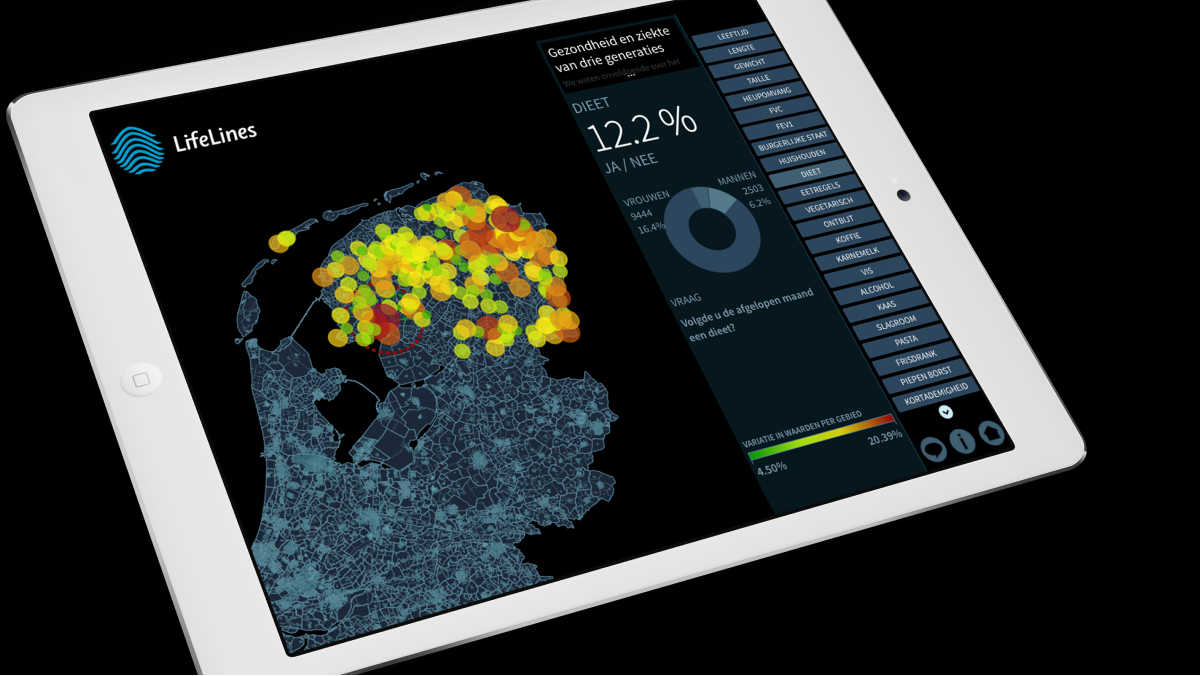 LifeLines
Gezondheid en ziekte
van drie generaties
We weten onvoldoende over het
...
DIEET
12.2 %
JA / NEE
VROUWEN
9444
16.4%
MANNEN
2503
6.2%
VRAAG
Volgde u de afgelopen maand
een dieet?
VARIATIE IN WAARDEN PER GEBIED
4.50%
20.39%
LEEFTIJD
LENGTE
GEWICHT
TAILLE
HEUPOMVANG
FVC
FEV1
BURGERLIJKE STAAT
HUISHOUDEN
DIEET
EETREGELS
VEGETARISCH
ONTBIJT
KOFFIE
KARNEMELK
VIS
ALCOHOL
KAAS
SLAGROOM
PASTA
FRISDRANK
PIEPEN BORST
KORTADEMIGHEID
i